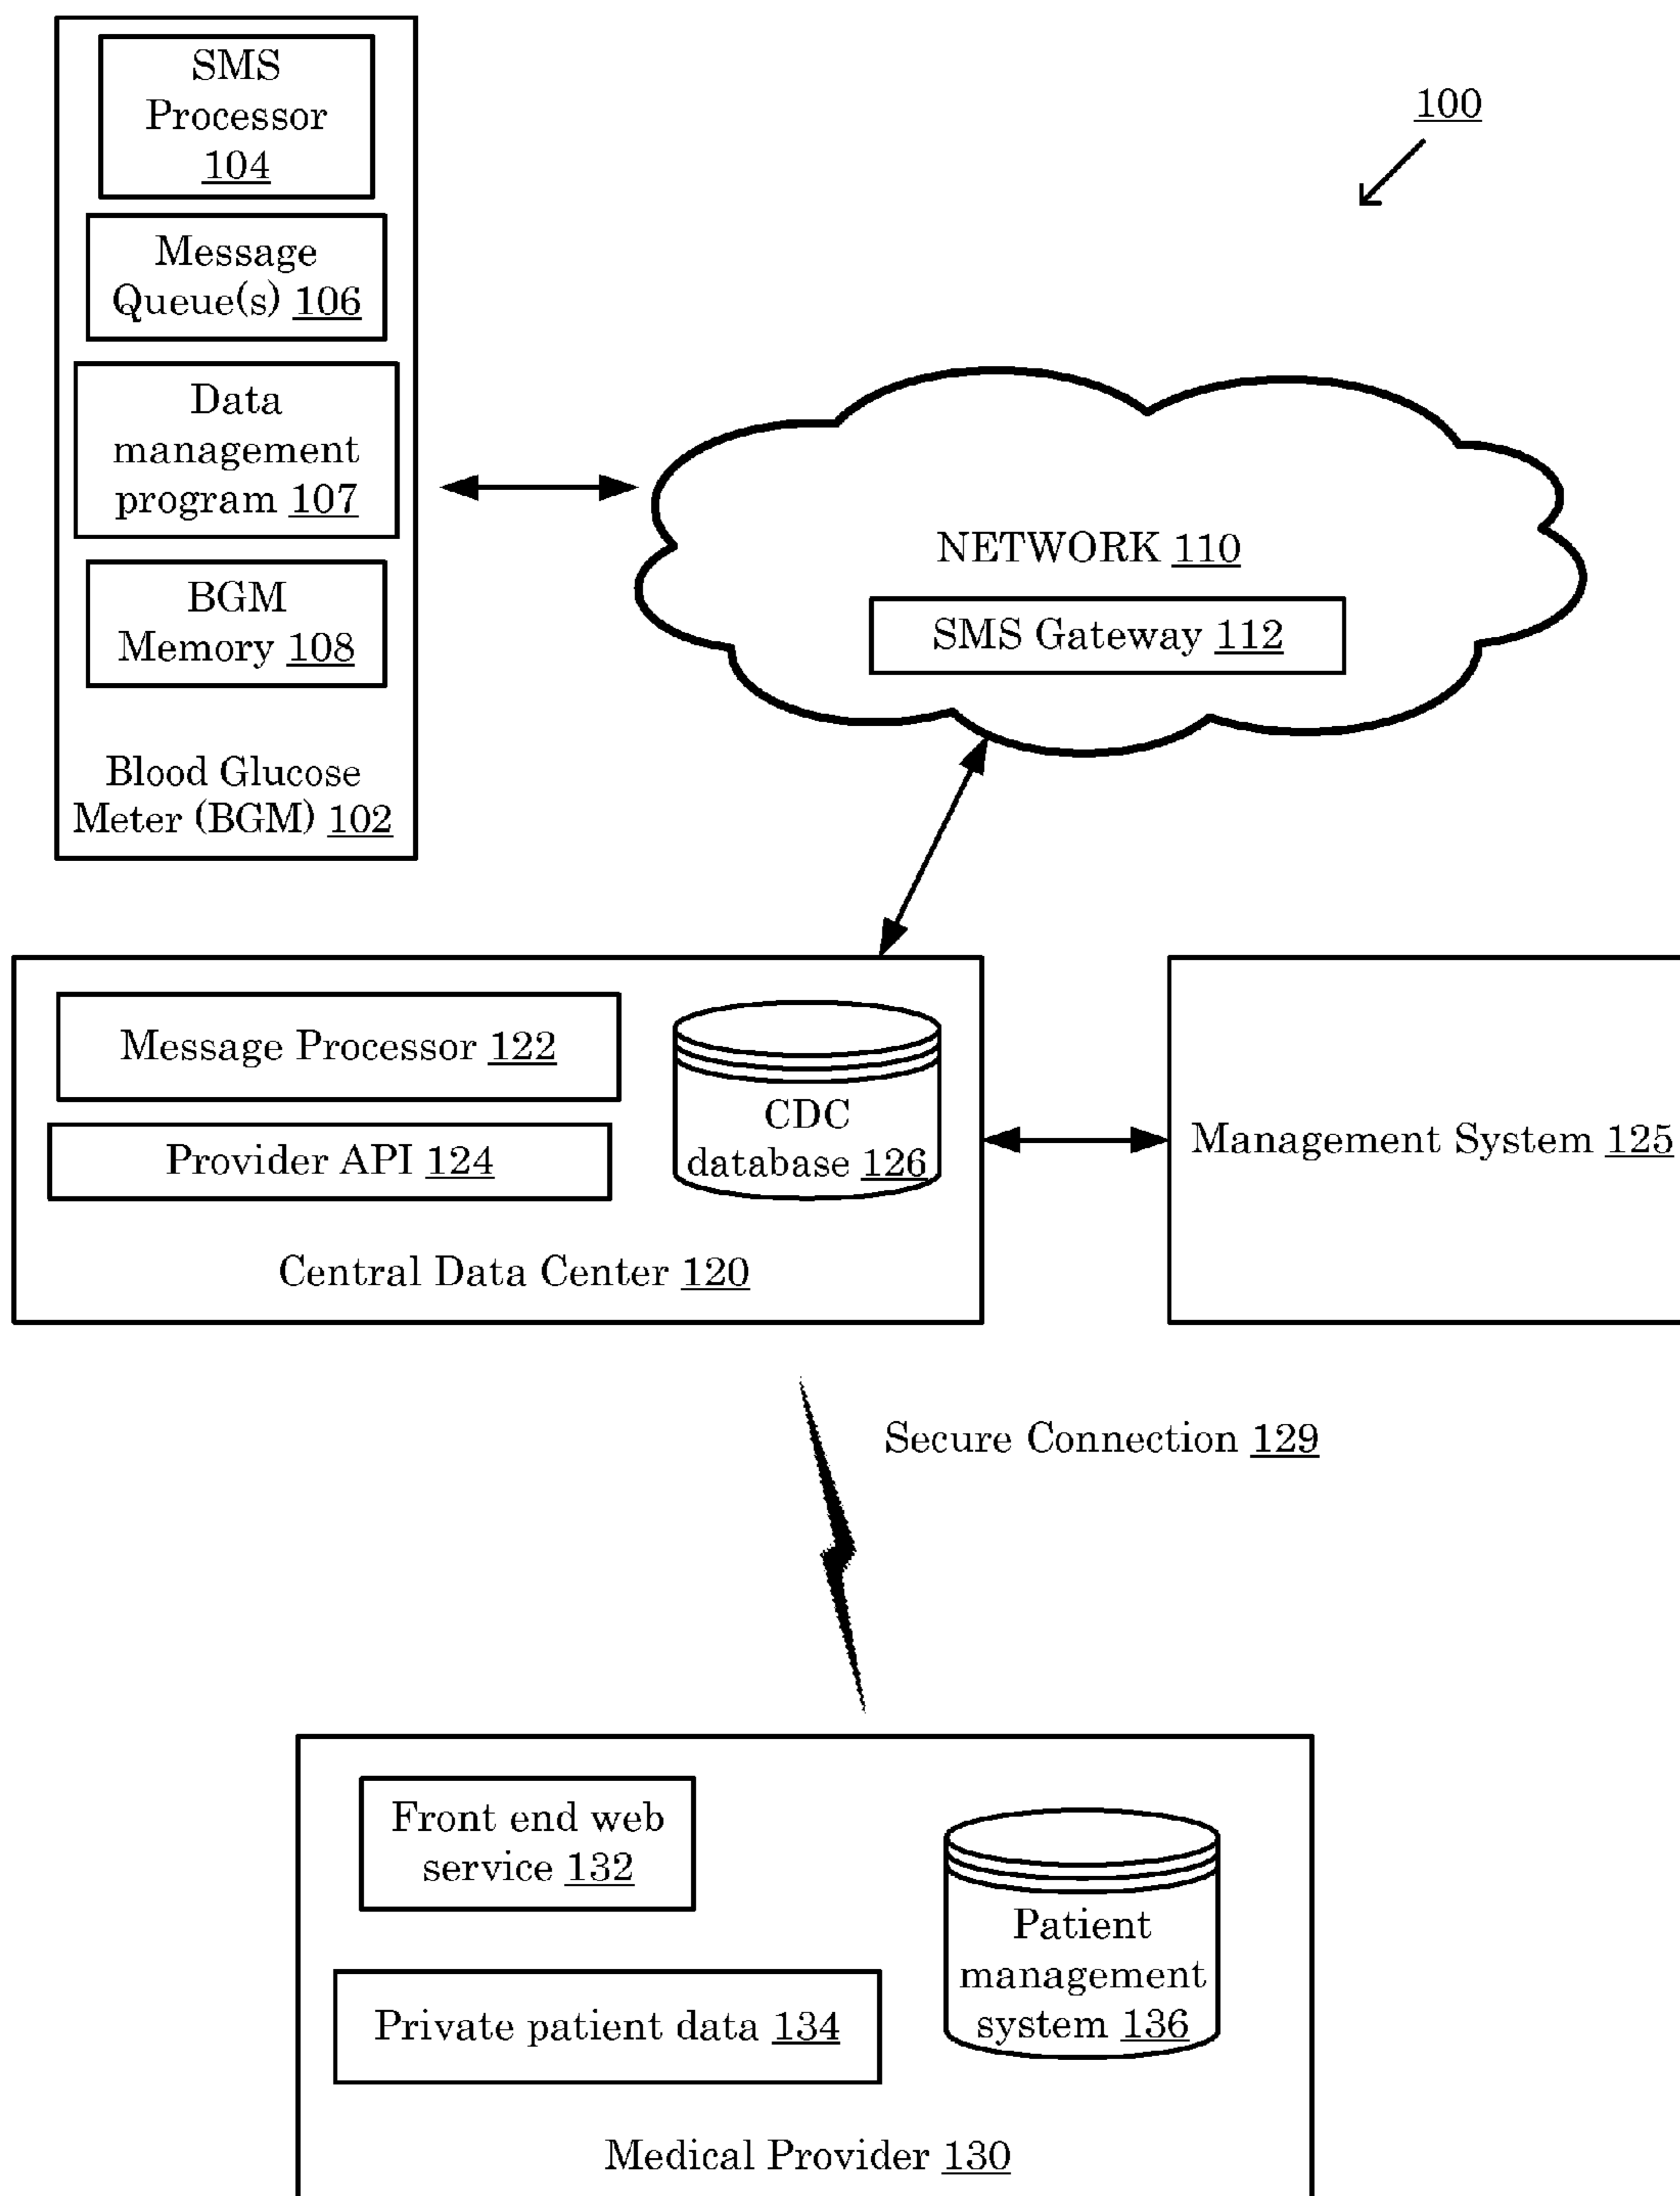 SMS
Processor
104
Message
Queue(s) 106
Data
management
program 107
BGM
Memory 108
Blood Glucose
Meter (BGM) 102
100
NETWORK 110
SMS Gateway 112
Message Processor 122
Provider API 124
CDC
database 126
Central Data Center 120
Management System 125
Secure Connection 129
Front end web
service 132
Private patient data 134
Patient
management
system 136
Medical Provider 130